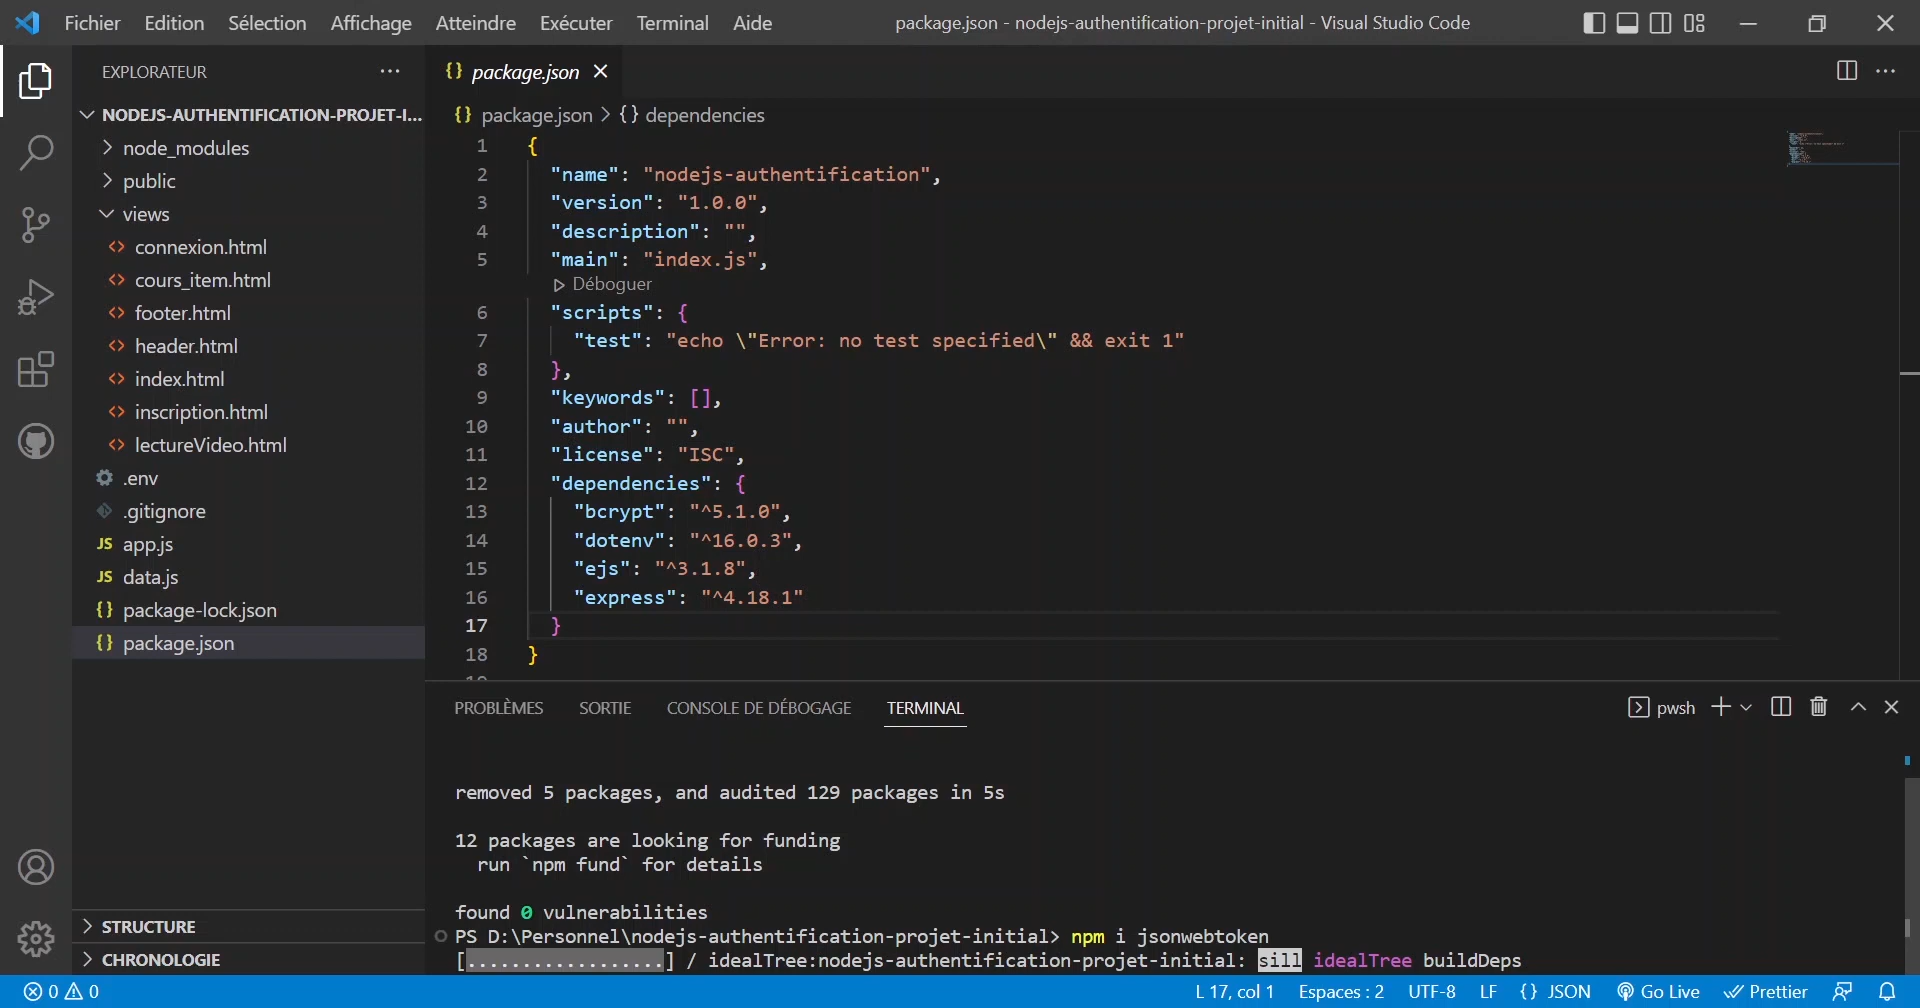 Fichier Edition Sélection Affichage Atteindre Exécuter Terminal Aide package.json - nodejs-authentification-projet-initial - Visual Studio Code
EXPLORATEUR
NODEJS-AUTHENTIFICATION-PROJET-I...
node_modules
public
views
connexion.html
cours_item.html
footer.html
header.html
index.html
inscription.html
lectureVideo.html
.env
.gitignore
JS app.js
JS data.js
{} package-lock.json
{} package.json
STRUCTURE
CHRONOLOGIE
{} package.json
{} package.json > {} dependencies
1 {
2 "name": "nodejs-authentification",
3 "version": "1.0.0",
4 "description": "",
5 "main": "index.js",
Déboguer
6 "scripts": {
7 "test": "echo \"Error: no test specified\" && exit 1"
8 },
9 "keywords": [],
10 "author": "",
11 "license": "ISC",
12 "dependencies": {
13 "bcrypt": "^5.1.0",
14 "dotenv": "^16.0.3",
15 "ejs": "^3.1.8",
16 "express": "^4.18.1"
17 }
18 }
PROBLÈMES SORTIE CONSOLE DE DÉBOGAGE TERMINAL pwsh
removed 5 packages, and audited 129 packages in 5s
12 packages are looking for funding
run `npm fund` for details
found 0 vulnerabilities
PS D:\Personnel\nodejs-authentification-projet-initial> npm i jsonwebtoken
[..................] / idealTree:nodejs-authentification-projet-initial: sill idealTree buildDeps
0 0 L 17, col 1 Espaces : 2 UTF-8 LF {} JSON Go Live Prettier